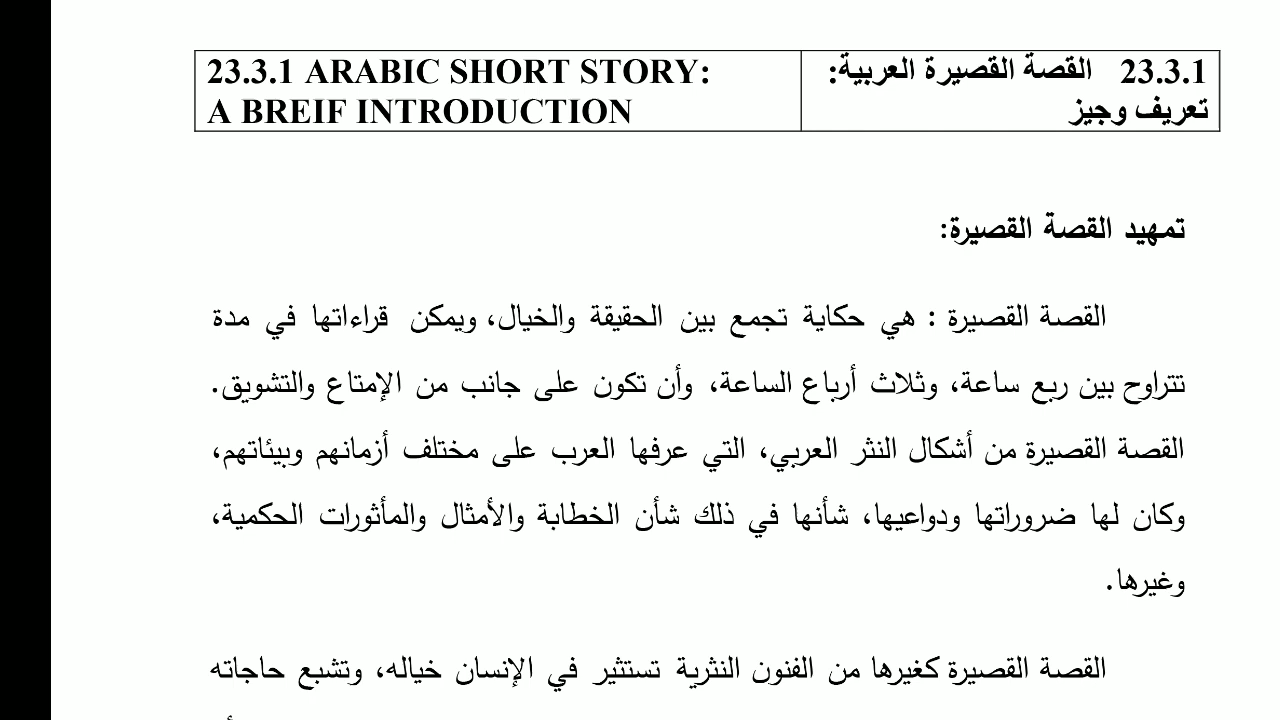 23.3.1 ARABIC SHORT STORY:
A BREIF INTRODUCTION
23.3.1 القصة القصيرة العربية:
تعريف وجيز
تمهيد القصة القصيرة:
القصة القصيرة : هي حكاية تجمع بين الحقيقة والخيال، ويمكن قراءاتها في مدة
تتراوح بين ربع ساعة، وثلاث أرباع الساعة، وأن تكون على جانب من الإمتاع والتشويق.
القصة القصيرة من أشكال النثر العربي، التي عرفها العرب على مختلف أزمانهم وبيئاتهم،
وكان لها ضروراتها ودواعيها، شأنها في ذلك شأن الخطابة والأمثال والمأثورات الحكمية،
وغيرها.
القصة القصيرة كغيرها من الفنون النثرية تستثير في الإنسان خياله، وتشبع حاجاته